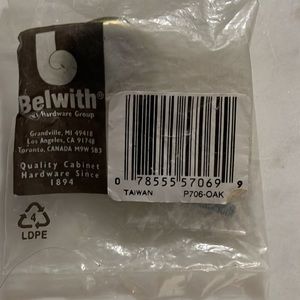 Belwith®
Hardware Group
Grandville, MI 49418
Los Angeles, CA 91748
Toronto, CANADA M9W 5B3
Quality Cabinet
Hardware Since
1894
0 78555 57069 9
TAIWAN P706-OAK
4
LDPE